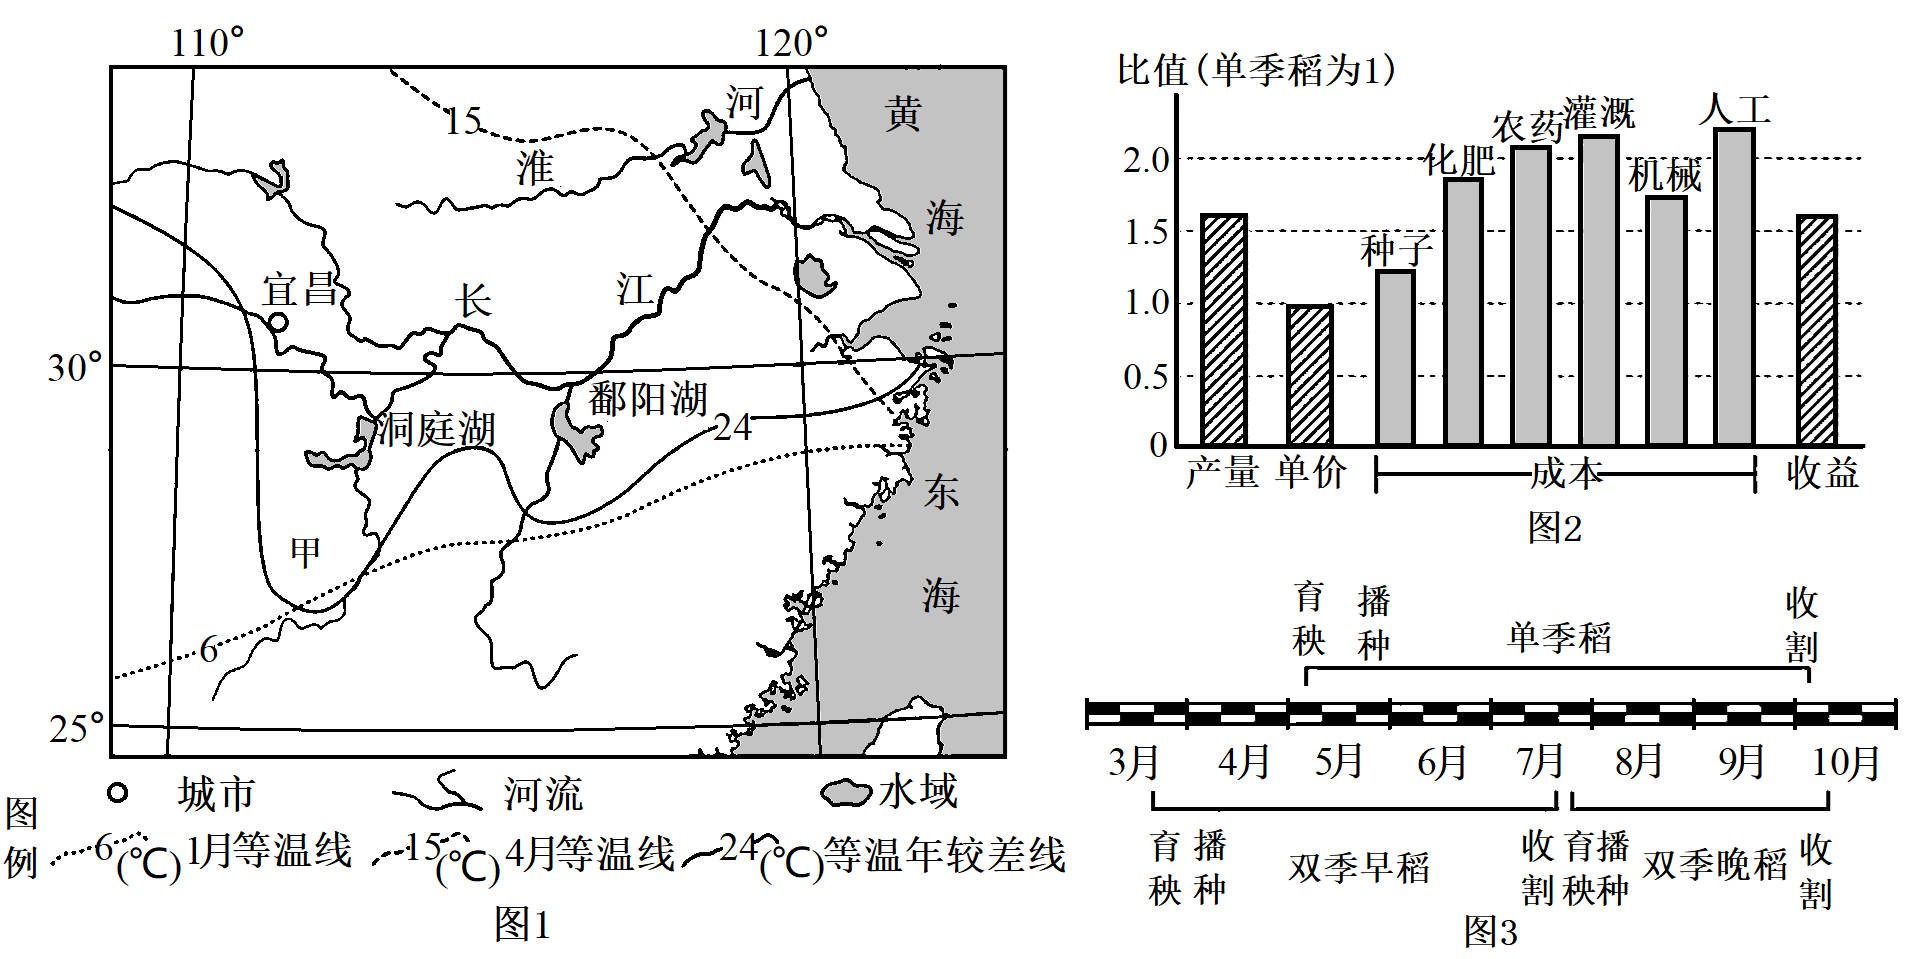 110°
120°
30°
25°
15
淮
河
黄
海
宜昌
长
江
洞庭湖
鄱阳湖
24
甲
6
东
海
图例
城市
河流
水域
6(℃)1月等温线
15(℃)4月等温线
24(℃)等温年较差线
图1
比值(单季稻为1)
2.0
1.5
1.0
0.5
0
种子
化肥
农药
灌溉
机械
人工
产量
单价
成本
收益
图2
育秧
播种
单季稻
收割
3月
4月
5月
6月
7月
8月
9月
10月
育秧
播种
双季早稻
收割
育秧
播种
双季晚稻
收割
图3